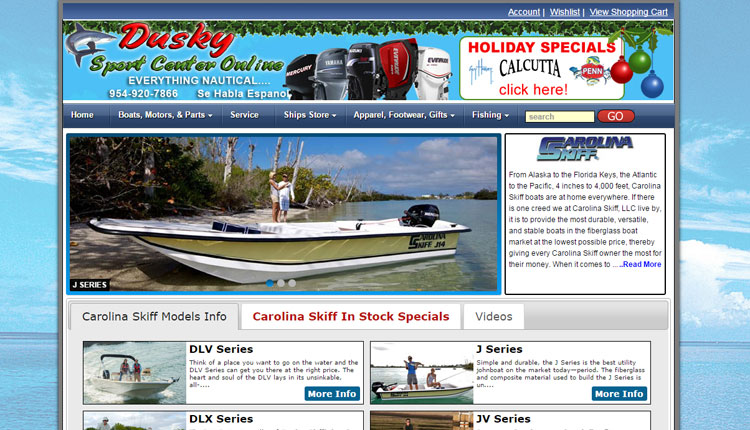 Account | Wishlist | View Shopping Cart
Dusky
Sport Center Online
EVERYTHING NAUTICAL....
954-920-7866 Se Habla Espanol
MERCURY
YAMAHA
SUZUKI
EVINRUDE
EVINRUDE
HOLIDAY SPECIALS
Guy Harvey
CALCUTTA
PENN
click here!
Home
Boats, Motors, & Parts
Service
Ships Store
Apparel, Footwear, Gifts
Fishing
search
GO
CAROLINA
SKIFF J14
J SERIES
CAROLINA
SKIFF
From Alaska to the Florida Keys, the Atlantic
to the Pacific, 4 inches to 4,000 feet, Carolina
Skiff boats are at home everywhere. If there
is one creed we at Carolina Skiff, LLC live by,
it is to provide the most durable, versatile,
and stable boats in the fiberglass boat
market at the lowest possible price, thereby
giving every Carolina Skiff owner the most for
their money. When it comes to ... ..Read More
Carolina Skiff Models Info
Carolina Skiff In Stock Specials
Videos
DLV Series
Think of a place you want to go on the water and the
DLV Series can get you there at the right price. The
heart and soul of the DLV lays in its unsinkable,
all-....
More Info
J Series
Simple and durable, the J Series is the best utility
johnboat on the market today—period. The fiberglass
and composite material used to build the J Series is
un....
More Info
DLX Series
JV Series